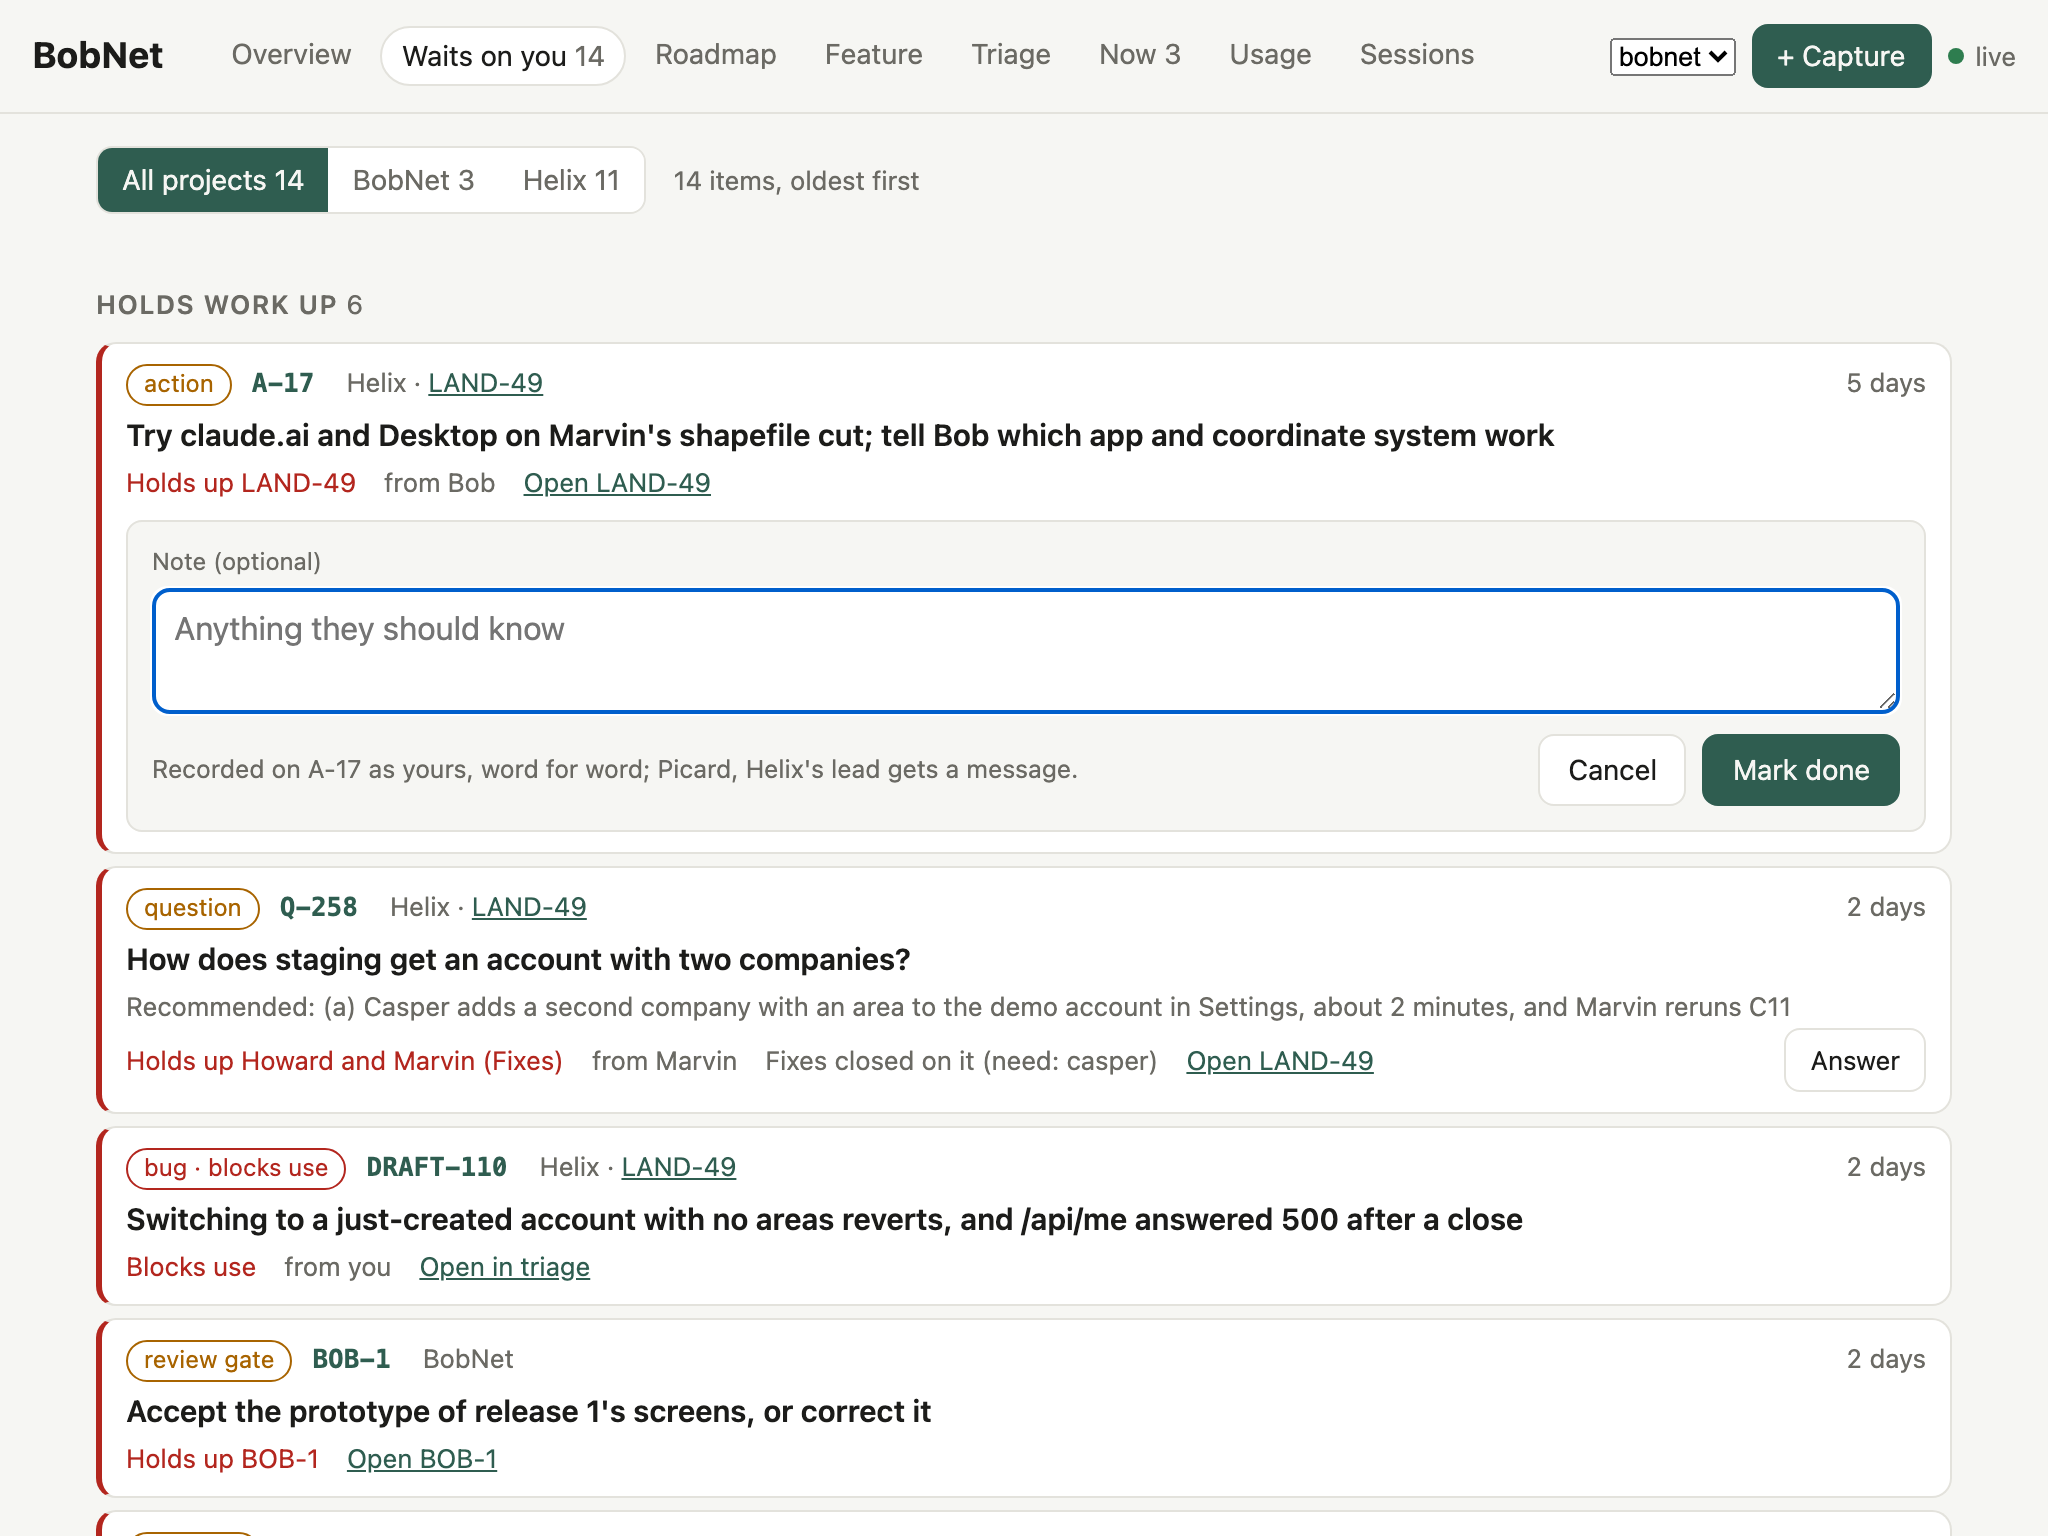 BobNet Overview Waits on you 14 Roadmap Feature Triage Now 3 Usage Sessions bobnet + Capture live
All projects 14 BobNet 3 Helix 11 14 items, oldest first
HOLDS WORK UP 6
action A-17 Helix · LAND-49 5 days
Try claude.ai and Desktop on Marvin's shapefile cut; tell Bob which app and coordinate system work
Holds up LAND-49 from Bob Open LAND-49
Note (optional)
Anything they should know
Recorded on A-17 as yours, word for word; Picard, Helix's lead gets a message. Cancel Mark done
question Q-258 Helix · LAND-49 2 days
How does staging get an account with two companies?
Recommended: (a) Casper adds a second company with an area to the demo account in Settings, about 2 minutes, and Marvin reruns C11
Holds up Howard and Marvin (Fixes) from Marvin Fixes closed on it (need: casper) Open LAND-49 Answer
bug · blocks use DRAFT-110 Helix · LAND-49 2 days
Switching to a just-created account with no areas reverts, and /api/me answered 500 after a close
Blocks use from you Open in triage
review gate BOB-1 BobNet 2 days
Accept the prototype of release 1's screens, or correct it
Holds up BOB-1 Open BOB-1